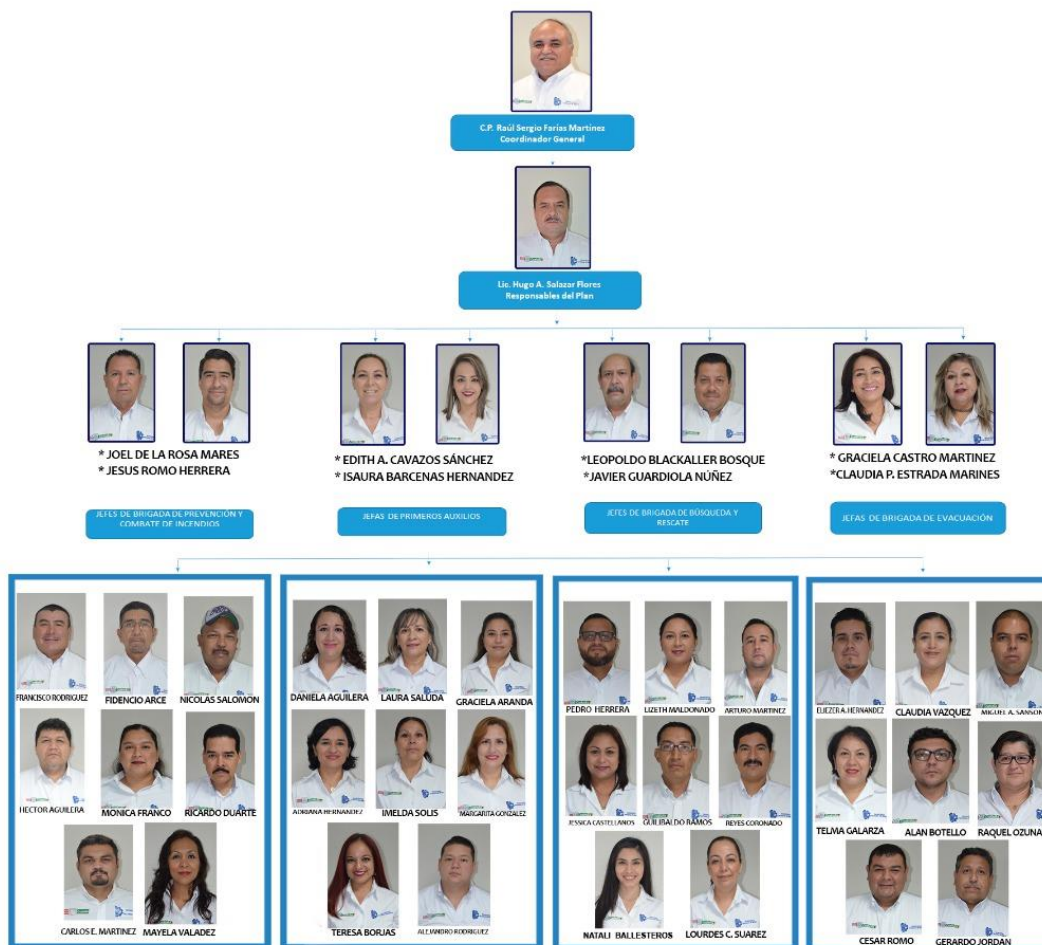 C.P. Raúl Sergio Farías Martínez
Coordinador General
Lic. Hugo A. Salazar Flores
Responsables del Plan
* JOEL DE LA ROSA MARES
* JESUS ROMO HERRERA
* EDITH A. CAVAZOS SÁNCHEZ
* ISAURA BARCENAS HERNANDEZ
*LEOPOLDO BLACKALLER BOSQUE
*JAVIER GUARDIOLA NÚÑEZ
* GRACIELA CASTRO MARTINEZ
*CLAUDIA P. ESTRADA MARINES
JEFES DE BRIGADA DE PREVENCIÓN Y
COMBATE DE INCENDIOS
JEFAS DE PRIMEROS AUXILIOS
JEFES DE BRIGADA DE BÚSQUEDA Y
RESCATE
JEFAS DE BRIGADA DE EVACUACIÓN
FRANCISCO RODRIGUEZ
FIDENCIO ARCE
NICOLAS SALOMON
HECTOR AGUILERA
MONICA FRANCO
RICARDO DUARTE
CARLOS E. MARTINEZ
MAYELA VALADEZ
DANIELA AGUILERA
LAURA SALUDA
GRACIELA ARANDA
ADRIANA HERNANDEZ
IMELDA SOLIS
MARGARITA GONZALEZ
TERESA BORJAS
ALEJANDRO RODRIGUEZ
PEDRO HERRERA
LIZETH MALDONADO
ARTURO MARTINEZ
JESSICA CASTELLANOS
GUILIBALDO RAMOS
REYES CORONADO
NATALI BALLESTEROS
LOURDES C. SUAREZ
ELIEZER A. HERNANDEZ
CLAUDIA VAZQUEZ
MIGUEL A. SANSON
TELMA GALARZA
ALAN BOTELLO
RAQUEL OZUNA
CESAR ROMO
GERARDO JORDAN